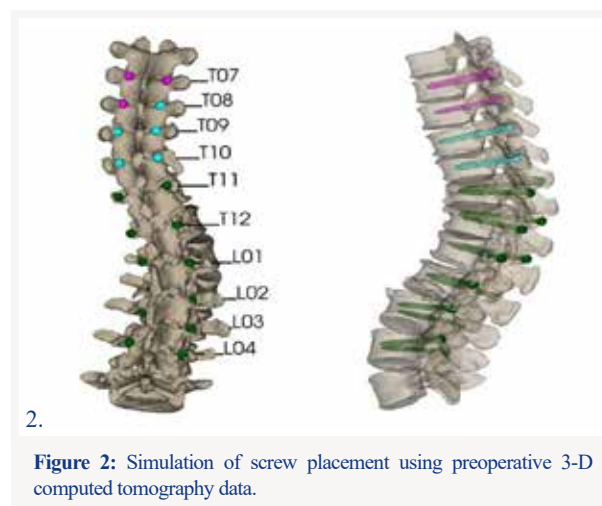 T07
T08
T09
T10
T11
T12
L01
L02
L03
L04
2.
Figure 2: Simulation of screw placement using preoperative 3-D
computed tomography data.